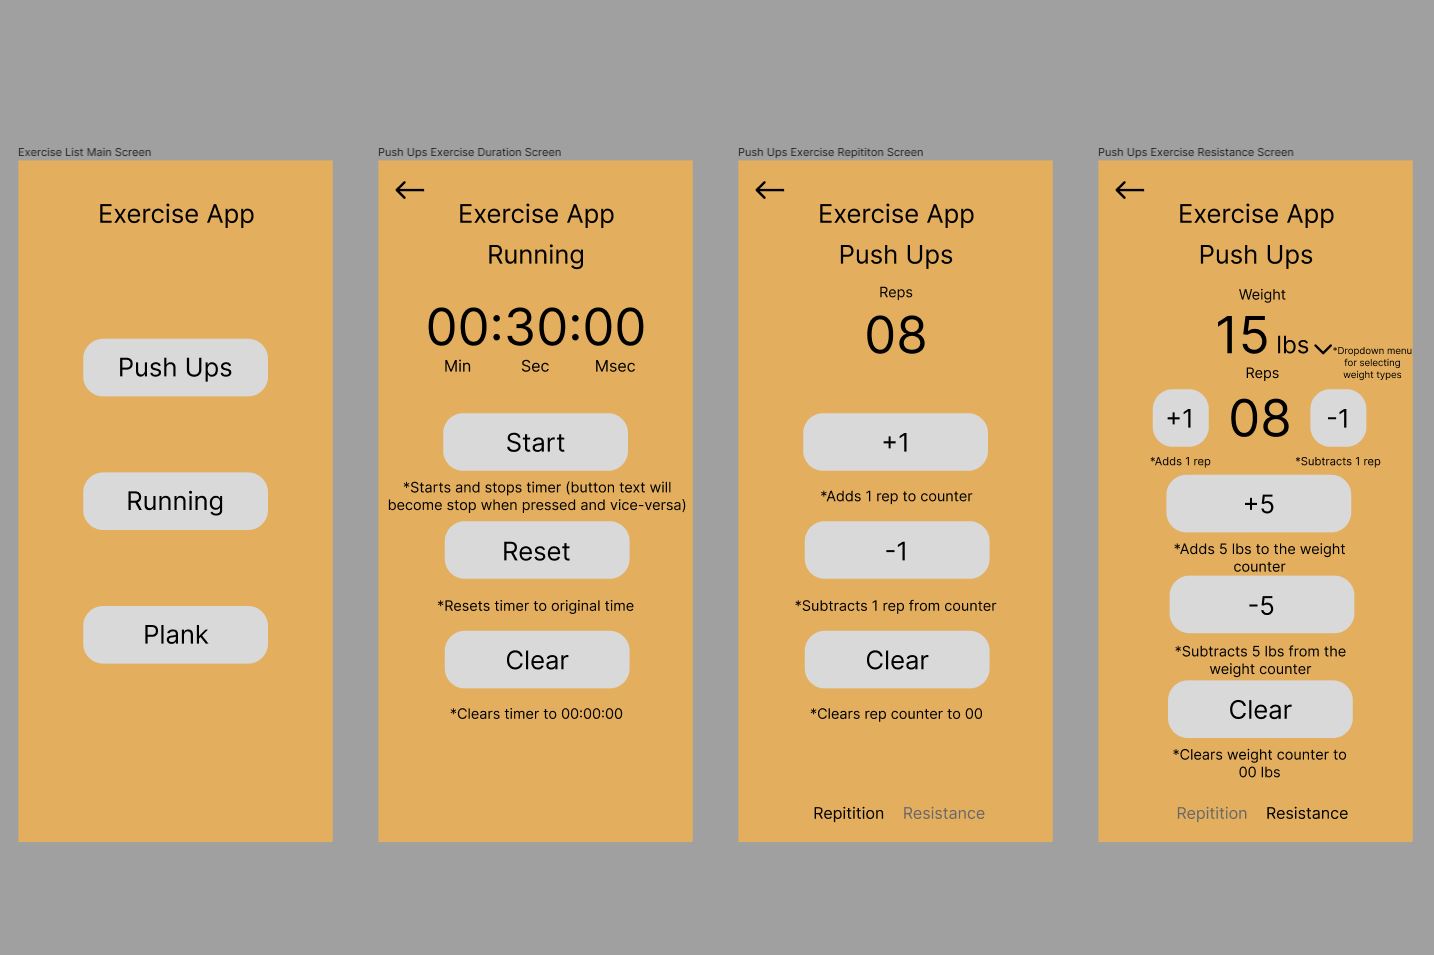 Exercise List Main Screen
Exercise App
Push Ups
Running
Plank
Push Ups Exercise Duration Screen
Exercise App
Running
00:30:00
Min Sec Msec
Start
*Starts and stops timer (button text will
become stop when pressed and vice-versa)
Reset
*Resets timer to original time
Clear
*Clears timer to 00:00:00
Push Ups Exercise Repititon Screen
Exercise App
Push Ups
Reps
08
+1
*Adds 1 rep to counter
-1
*Subtracts 1 rep from counter
Clear
*Clears rep counter to 00
Repitition Resistance
Push Ups Exercise Resistance Screen
Exercise App
Push Ups
Weight
15 lbs
*Dropdown menu
for selecting
weight types
Reps
+1 08 -1
*Adds 1 rep *Subtracts 1 rep
+5
*Adds 5 lbs to the weight
counter
-5
*Subtracts 5 lbs from the
weight counter
Clear
*Clears weight counter to
00 lbs
Repitition Resistance